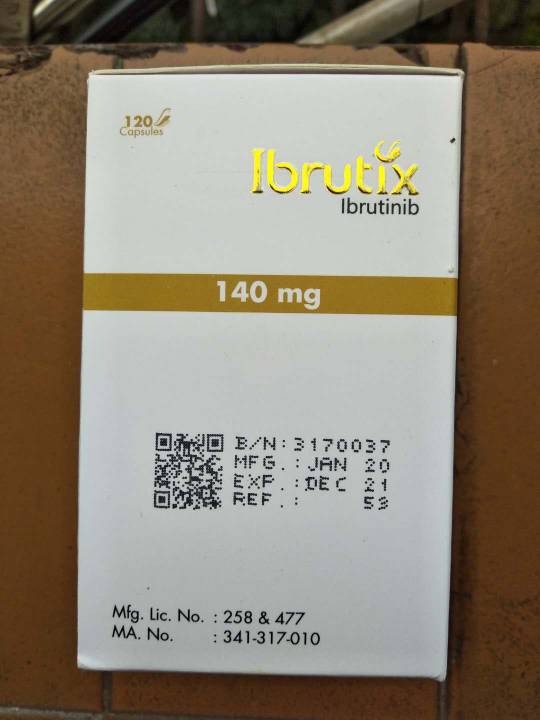 120
Capsules
Ibrutix
Ibrutinib
140 mg
B/N: 3170037
MFG. : JAN 20
EXP. : DEC 21
REF. : 53
Mfg. Lic. No. : 258 & 477
MA. No. : 341-317-010